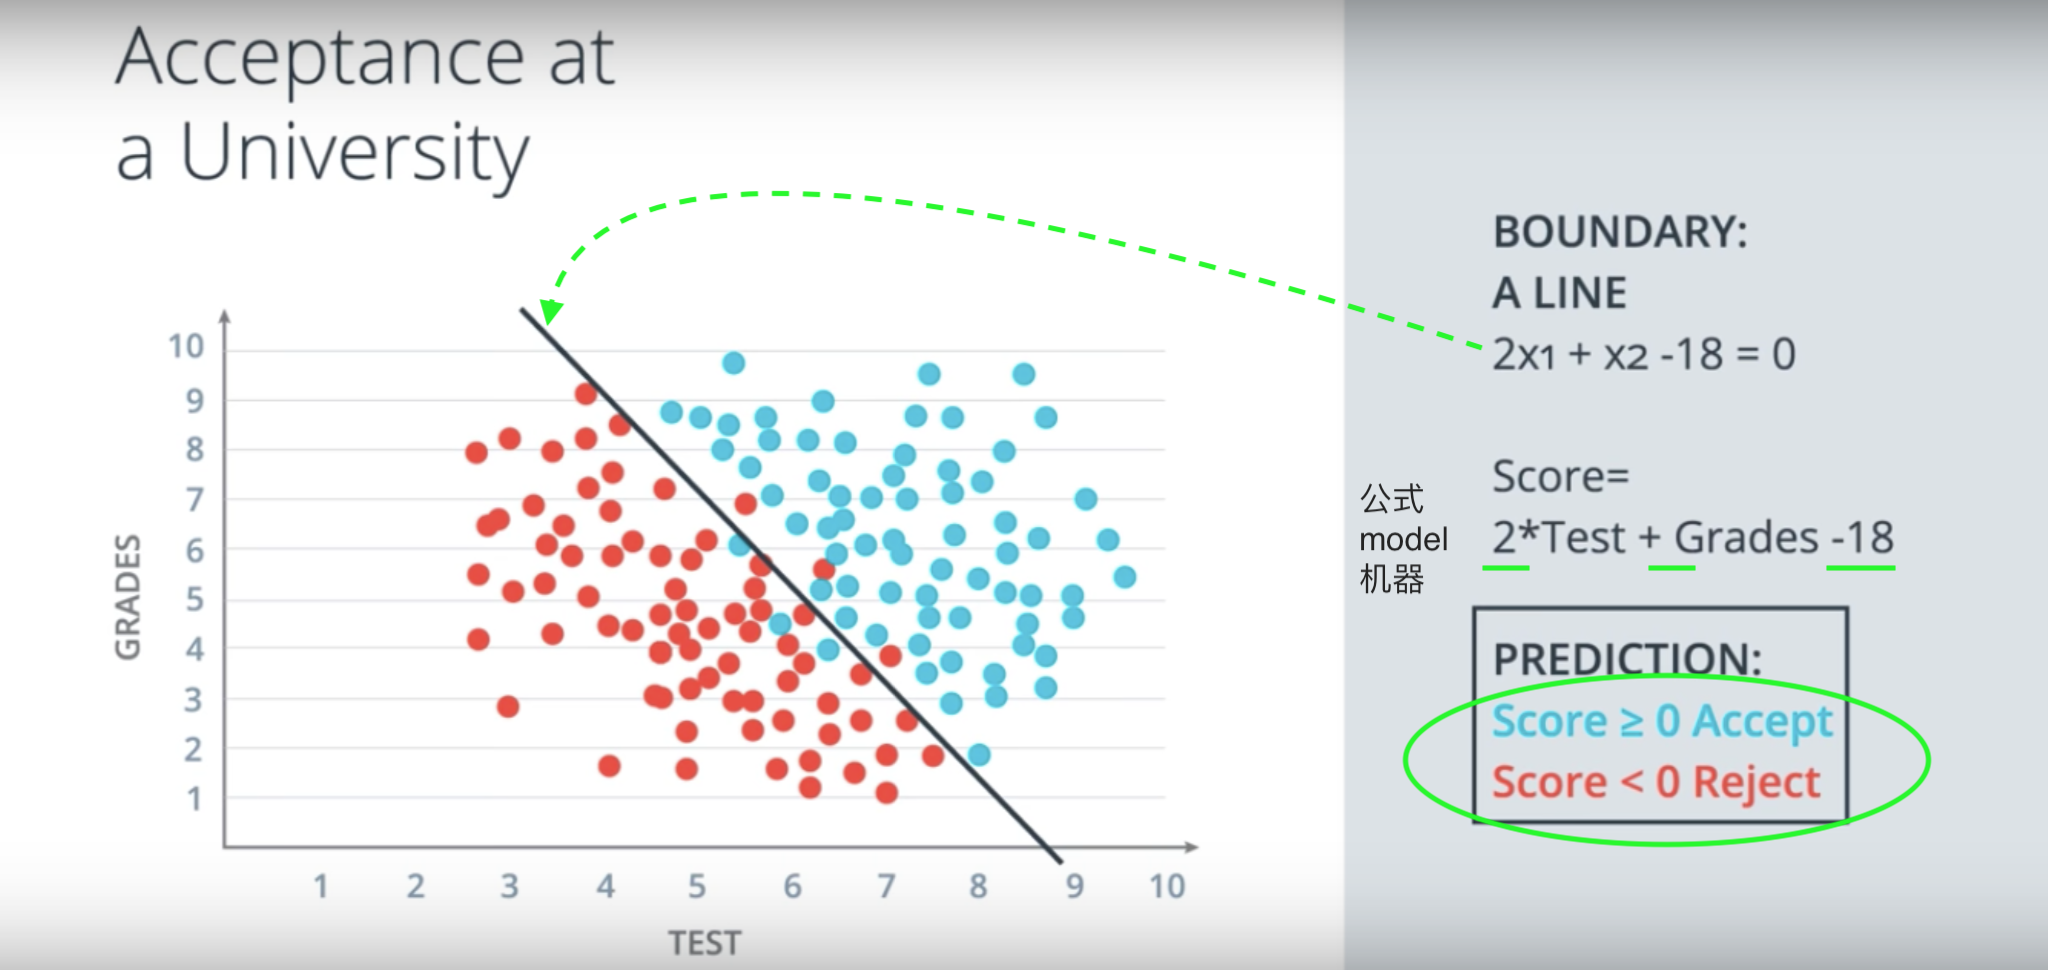 Acceptance at
a University
BOUNDARY:
A LINE
2x1 + x2 -18 = 0
Score=
2*Test + Grades -18
公式
model
机器
PREDICTION:
Score ≥ 0 Accept
Score < 0 Reject
GRADES
10
9
8
7
6
5
4
3
2
1
1 2 3 4 5 6 7 8 9 10
TEST